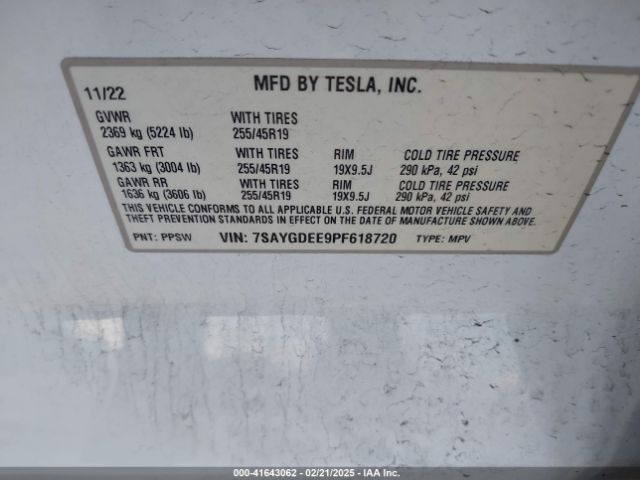 MFD BY TESLA, INC.
11/22
GVWR WITH TIRES
2369 kg (5224 lb) 255/45R19
GAWR FRT WITH TIRES RIM COLD TIRE PRESSURE
1363 kg (3004 lb) 255/45R19 19X9.5J 290 kPa, 42 psi
GAWR RR WITH TIRES RIM COLD TIRE PRESSURE
1636 kg (3606 lb) 255/45R19 19X9.5J 290 kPa, 42 psi
THIS VEHICLE CONFORMS TO ALL APPLICABLE U.S. FEDERAL MOTOR VEHICLE SAFETY AND
THEFT PREVENTION STANDARDS IN EFFECT ON THE DATE OF MANUFACTURE SHOWN ABOVE.
PNT: PPSW VIN: 7SAYGDEE9PF618720 TYPE: MPV
000-41643062 - 02/21/2025 - IAA Inc.